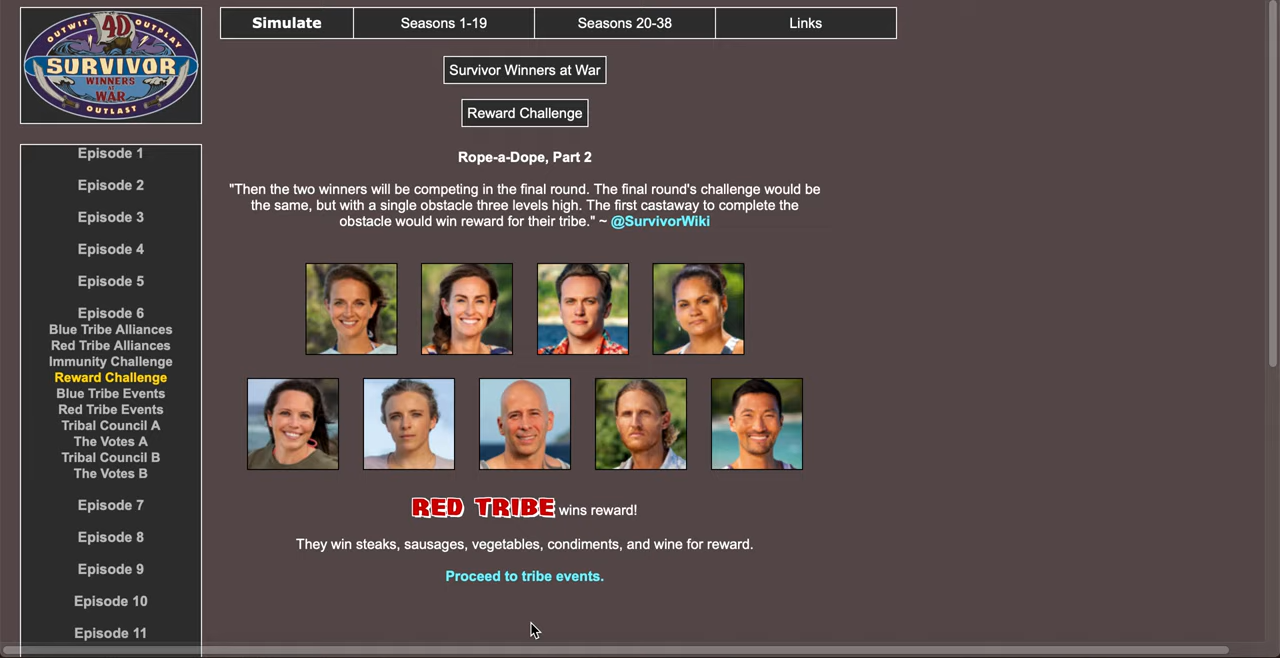 OUTWIT 40 OUTPLAY
SURVIVOR
WINNERS
AT
WAR
OUTLAST
Simulate
Seasons 1-19
Seasons 20-38
Links
Survivor Winners at War
Reward Challenge
Rope-a-Dope, Part 2
"Then the two winners will be competing in the final round. The final round's challenge would be
the same, but with a single obstacle three levels high. The first castaway to complete the
obstacle would win reward for their tribe." ~ @SurvivorWiki
RED TRIBE wins reward!
They win steaks, sausages, vegetables, condiments, and wine for reward.
Proceed to tribe events.
Episode 1
Episode 2
Episode 3
Episode 4
Episode 5
Episode 6
Blue Tribe Alliances
Red Tribe Alliances
Immunity Challenge
Reward Challenge
Blue Tribe Events
Red Tribe Events
Tribal Council A
The Votes A
Tribal Council B
The Votes B
Episode 7
Episode 8
Episode 9
Episode 10
Episode 11